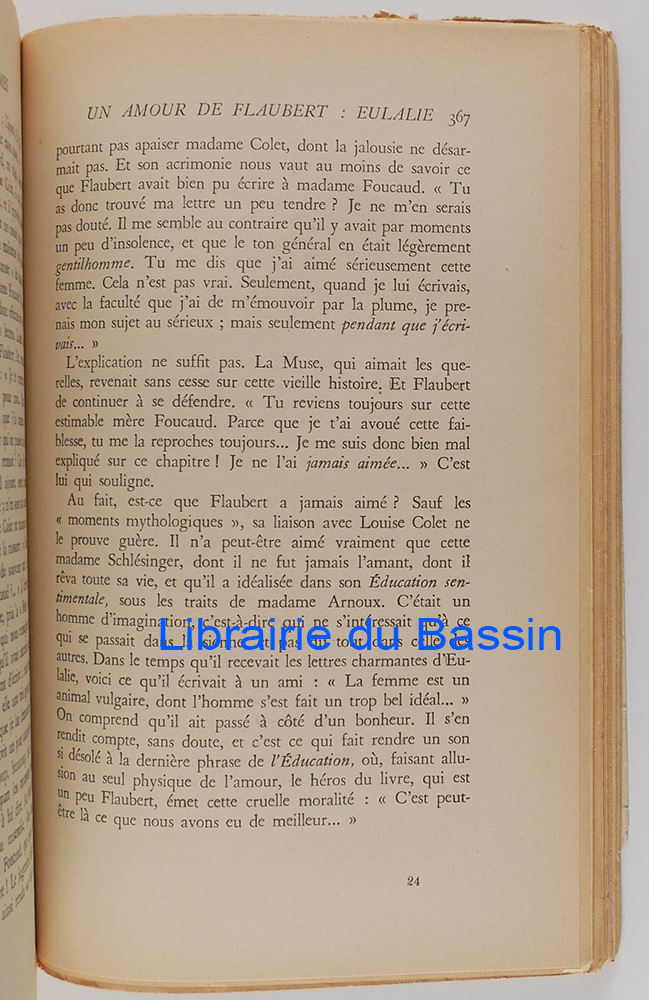 UN AMOUR DE FLAUBERT : EULALIE 367
pourtant pas apaiser madame Colet, dont la jalousie ne désar-
mait pas. Et son acrimonie nous vaut au moins de savoir ce
que Flaubert avait bien pu écrire à madame Foucaud. « Tu
as donc trouvé ma lettre un peu tendre ? Je ne m'en serais
pas douté. Il me semble au contraire qu'il y avait par moments
un peu d'insolence, et que le ton général en était légèrement
gentilhomme. Tu me dis que j'ai aimé sérieusement cette
femme. Cela n'est pas vrai. Seulement, quand je lui écrivais,
avec la faculté que j'ai de m'émouvoir par la plume, je pre-
nais mon sujet au sérieux ; mais seulement pendant que j'écri-
vais... »
L'explication ne suffit pas. La Muse, qui aimait les que-
relles, revenait sans cesse sur cette vieille histoire. Et Flaubert
de continuer à se défendre. « Tu reviens toujours sur cette
estimable mère Foucaud. Parce que je t'ai avoué cette fai-
blesse, tu me la reproches toujours... Je me suis donc bien mal
expliqué sur ce chapitre ! Je ne l'ai jamais aimée... » C'est
lui qui souligne.
Au fait, est-ce que Flaubert a jamais aimé ? Sauf les
« moments mythologiques », sa liaison avec Louise Colet ne
le prouve guère. Il n'a peut-être aimé vraiment que cette
madame Schlésinger, dont il ne fut jamais l'amant, dont il
rêva toute sa vie, et qu'il a idéalisée dans son Éducation sen-
timentale, sous les traits de madame Arnoux. C'était un
homme d'imagination, c'est-à-dire qui ne s'intéressait qu'à ce
qui se passait dans la sienne et pas du tout dans celle des
Librairie du Bassin
autres. Dans le temps qu'il recevait les lettres charmantes d'Eu-
lalie, voici ce qu'il écrivait à un ami : « La femme est un
animal vulgaire, dont l'homme s'est fait un trop bel idéal... »
On comprend qu'il ait passé à côté d'un bonheur. Il s'en
rendit compte, sans doute, et c'est ce qui fait rendre un son
si désolé à la dernière phrase de l'Éducation, où, faisant allu-
sion au seul physique de l'amour, le héros du livre, qui est
un peu Flaubert, émet cette cruelle moralité : « C'est peut-
être là ce que nous avons eu de meilleur... »
24